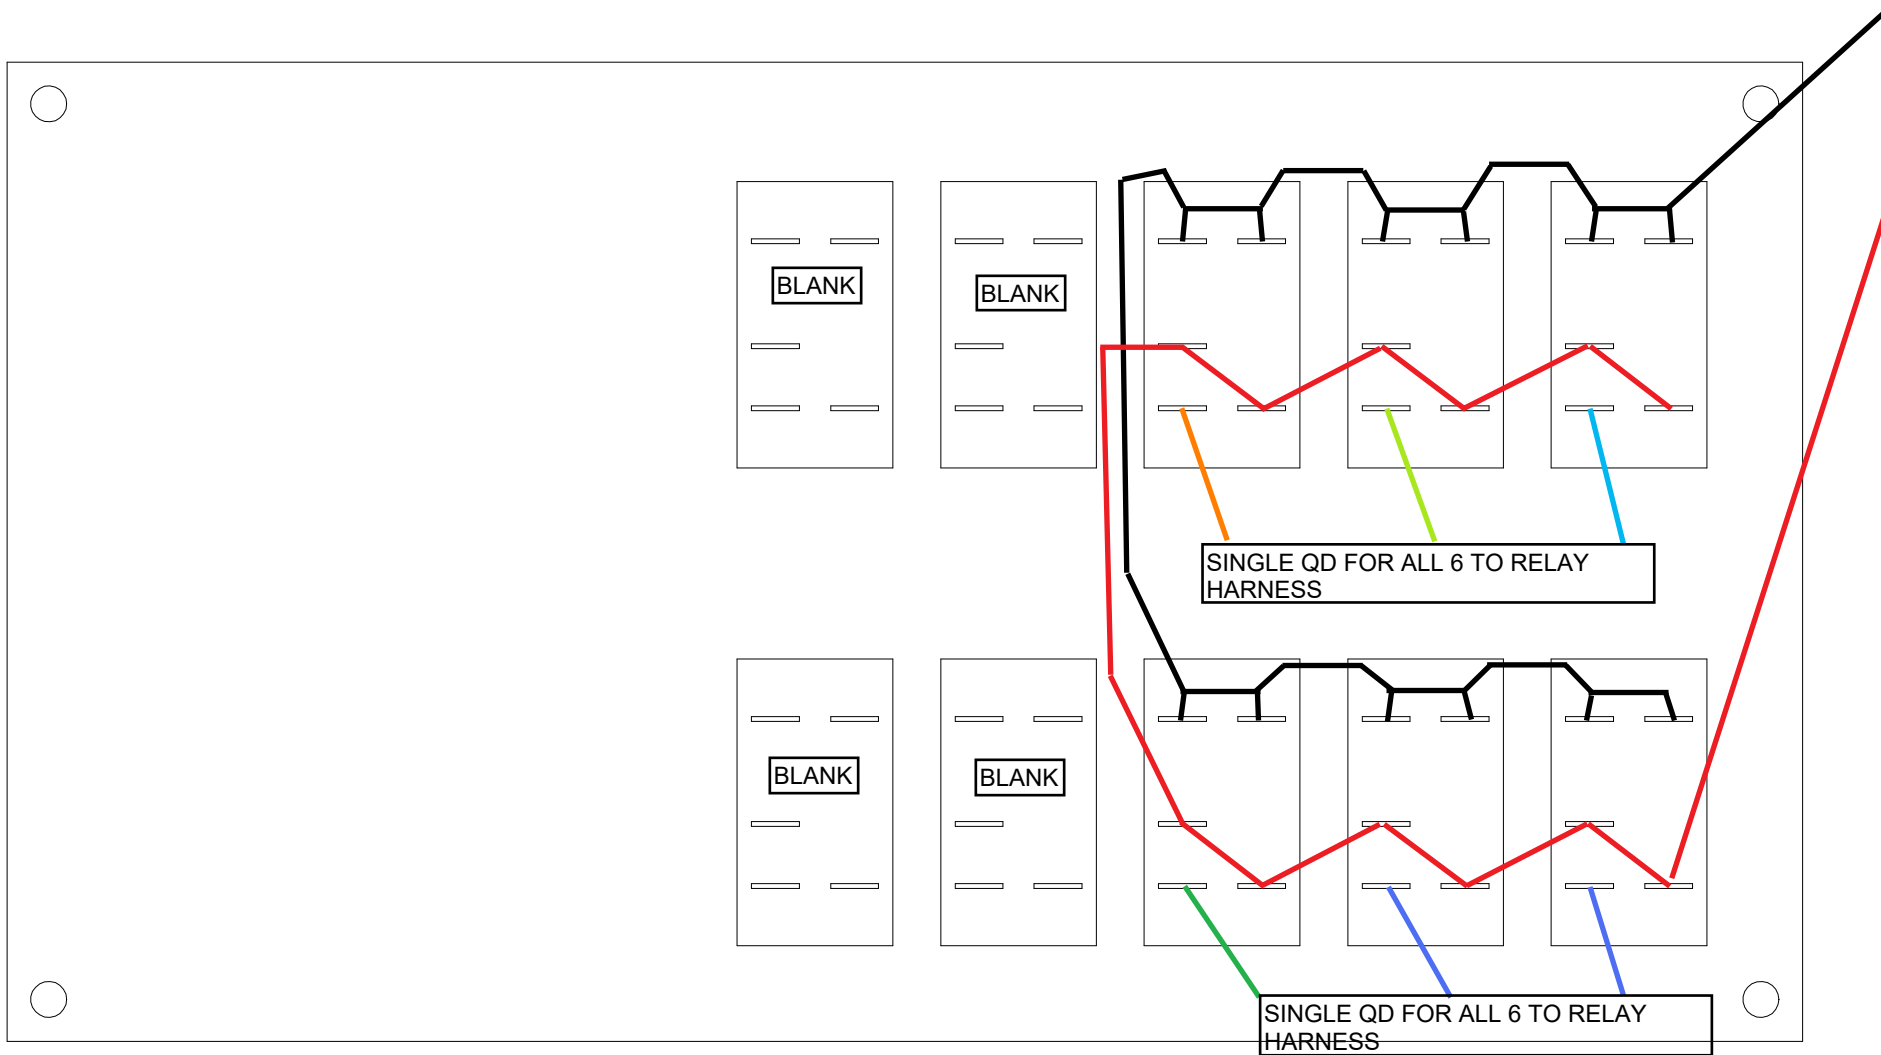 BLANK
BLANK
SINGLE QD FOR ALL 6 TO RELAY
HARNESS
BLANK
BLANK
SINGLE QD FOR ALL 6 TO RELAY
HARNESS